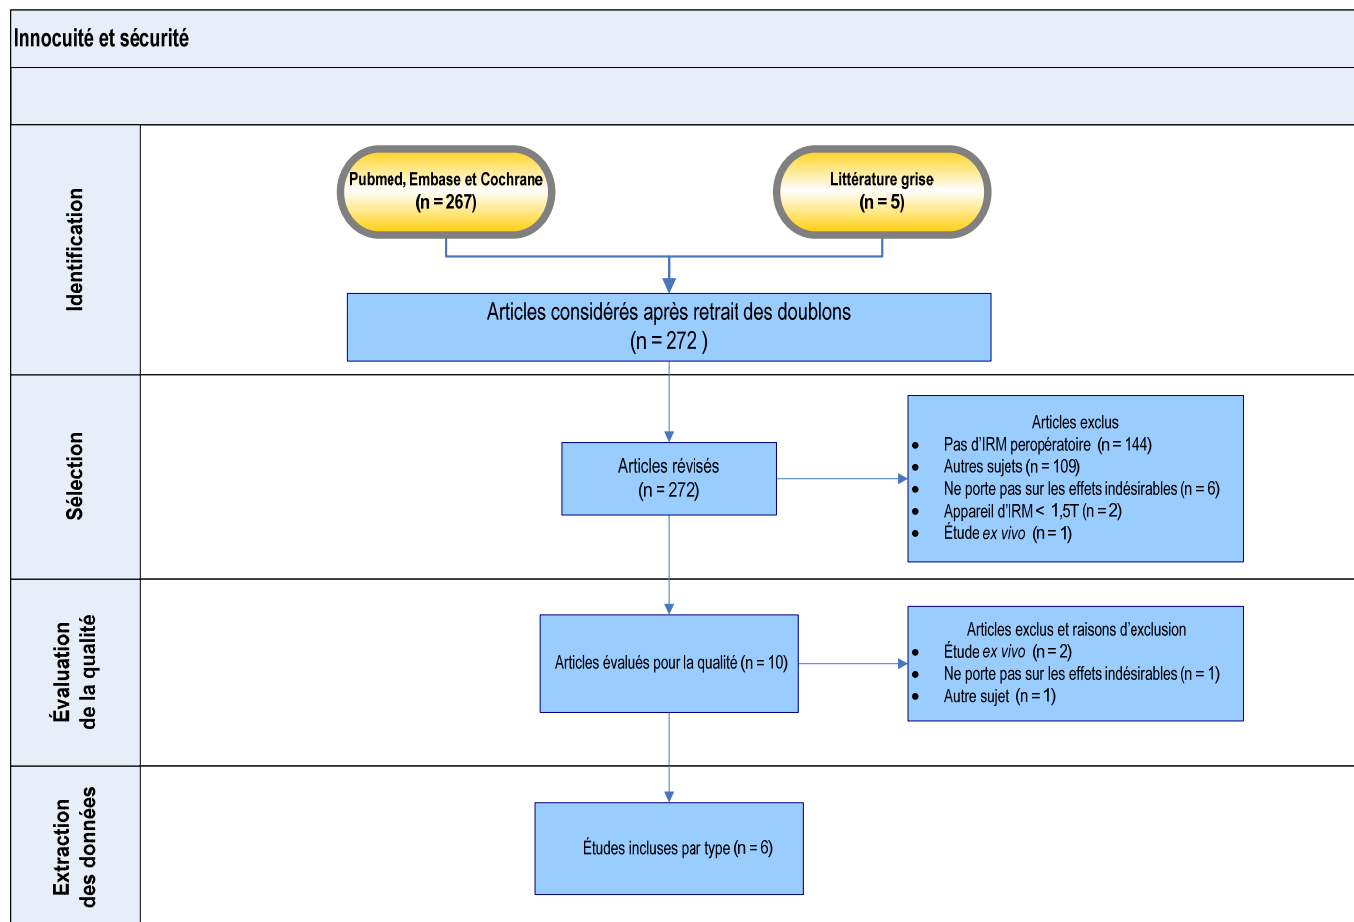 Innocuité et sécurité
Identification
Pubmed, Embase et Cochrane
(n = 267)
Littérature grise
(n = 5)
Articles considérés après retrait des doublons
(n = 272 )
Sélection
Articles révisés
(n = 272)
Articles exclus
• Pas d'IRM peropératoire (n = 144)
• Autres sujets (n = 109)
• Ne porte pas sur les effets indésirables (n = 6)
• Appareil d'IRM < 1,5T (n = 2)
• Étude ex vivo (n = 1)
Évaluation
de la qualité
Articles évalués pour la qualité (n = 10)
Articles exclus et raisons d'exclusion
• Étude ex vivo (n = 2)
• Ne porte pas sur les effets indésirables (n = 1)
• Autre sujet (n = 1)
Extraction
des données
Études incluses par type (n = 6)